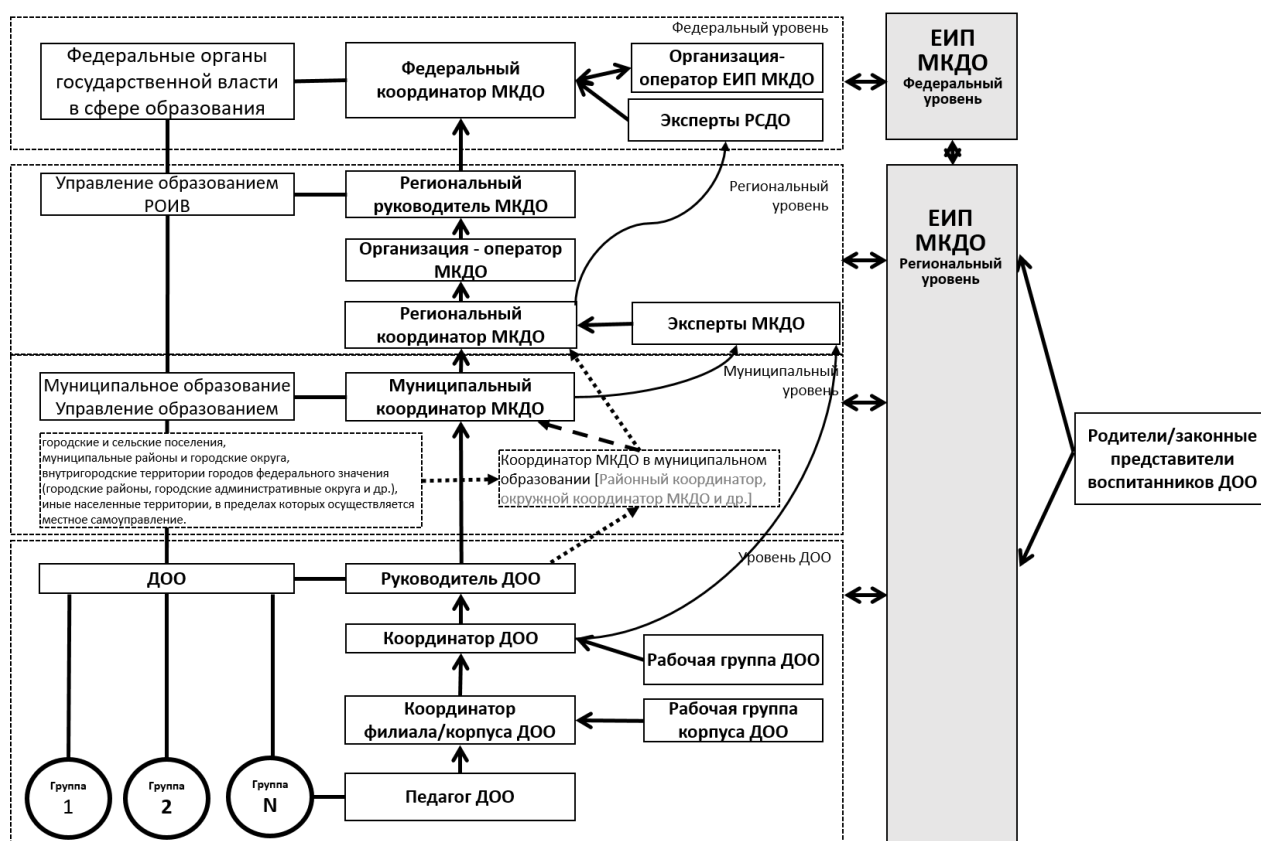 Федеральный уровень
Федеральные органы
государственной власти
в сфере образования
Федеральный
координатор МКДО
Организация-
оператор ЕИП МКДО
Эксперты РСДО
ЕИП
МКДО
Федеральный
уровень
Управление образованием
РОИВ
Региональный
руководитель МКДО
Региональный
уровень
Организация - оператор
МКДО
Региональный
координатор МКДО
Эксперты МКДО
ЕИП
МКДО
Региональный
уровень
Муниципальный
уровень
Муниципальное образование
Управление образованием
Муниципальный
координатор МКДО
городские и сельские поселения,
муниципальные районы и городские округа,
внутригородские территории городов федерального значения
(городские районы, городские административные округа и др.),
иные населенные территории, в пределах которых осуществляется
местное самоуправление.
Координатор МКДО в муниципальном
образовании [Районный координатор,
окружной координатор МКДО и др.]
Родители/законные
представители
воспитанников ДОО
Уровень ДОО
ДОО
Руководитель ДОО
Координатор ДОО
Рабочая группа ДОО
Координатор
филиала/корпуса ДОО
Рабочая группа
корпуса ДОО
Группа
1
Группа
2
Группа
N
Педагог ДОО